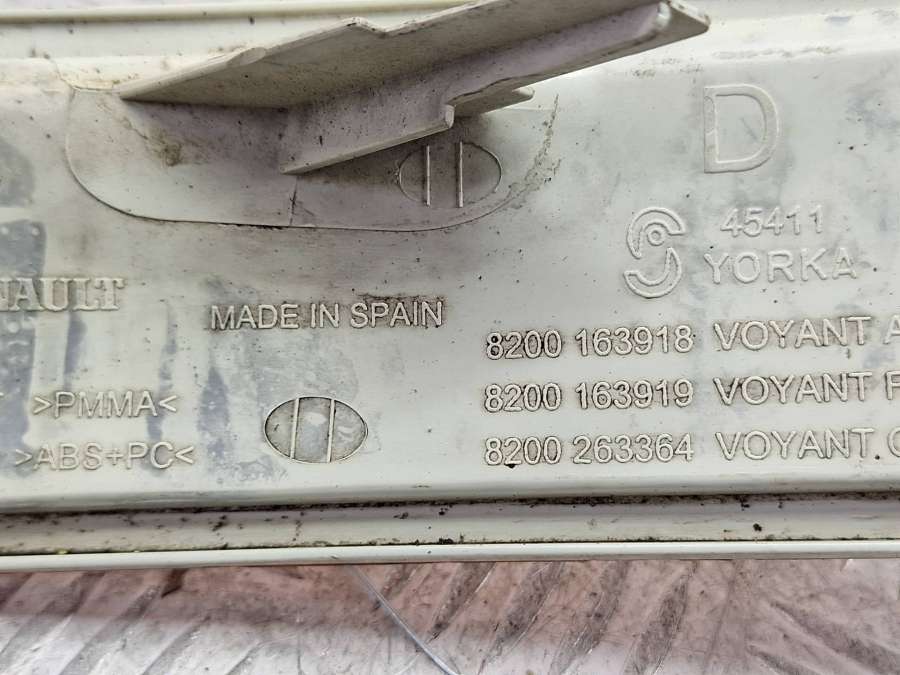 D
45411
YORKA
NAULT
MADE IN SPAIN
8200 163918 VOYANT A
8200 163919 VOYANT
8200 263364 VOYANT
>PMMA<
>ABS+PC<